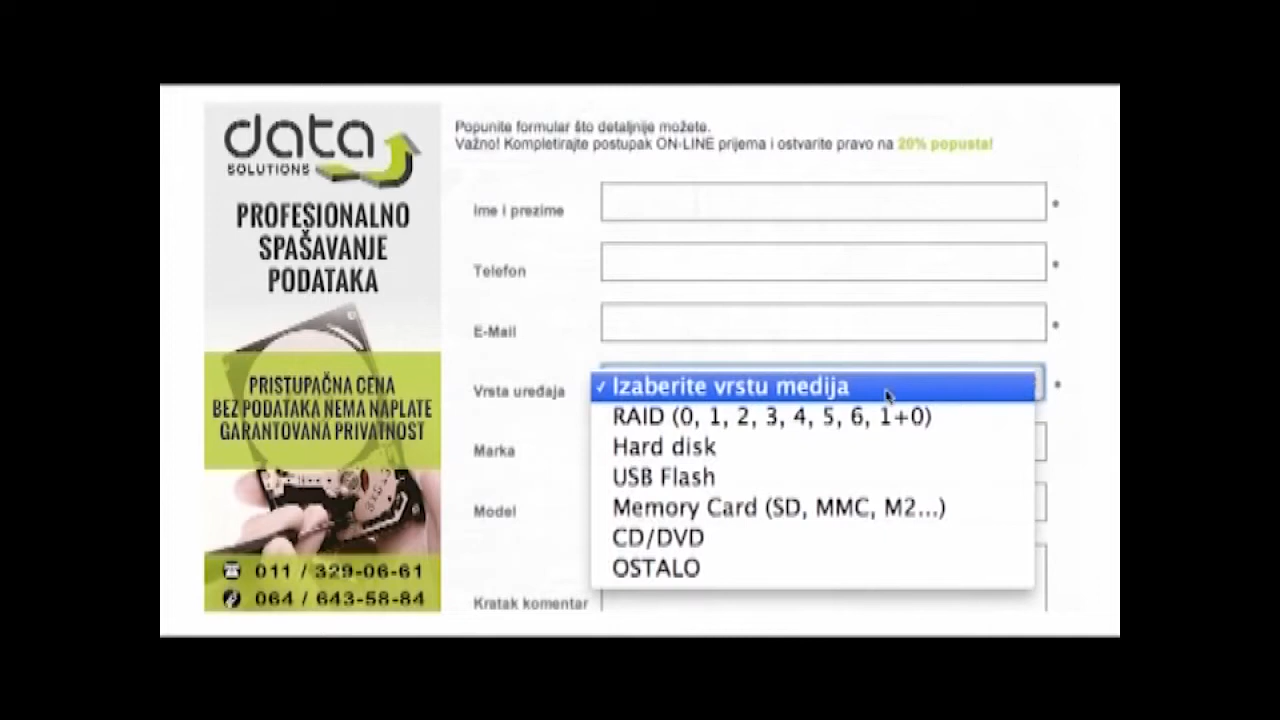 data
SOLUTIONS
PROFESIONALNO
SPAŠAVANJE
PODATAKA
PRISTUPAČNA CENA
BEZ PODATAKA NEMA NAPLATE
GARANTOVANA PRIVATNOST
011 / 329-06-61
064 / 643-58-84
Popunite formular što detaljnije možete.
Važno! Kompletirajte postupak ON-LINE prijema i ostvarite pravo na 20% popusta!
Ime i prezime *
Telefon *
E-Mail *
Vrsta uređaja *
✓ Izaberite vrstu medija
RAID (0, 1, 2, 3, 4, 5, 6, 1+0)
Hard disk
USB Flash
Memory Card (SD, MMC, M2...)
CD/DVD
OSTALO
Marka
Model
Kratak komentar